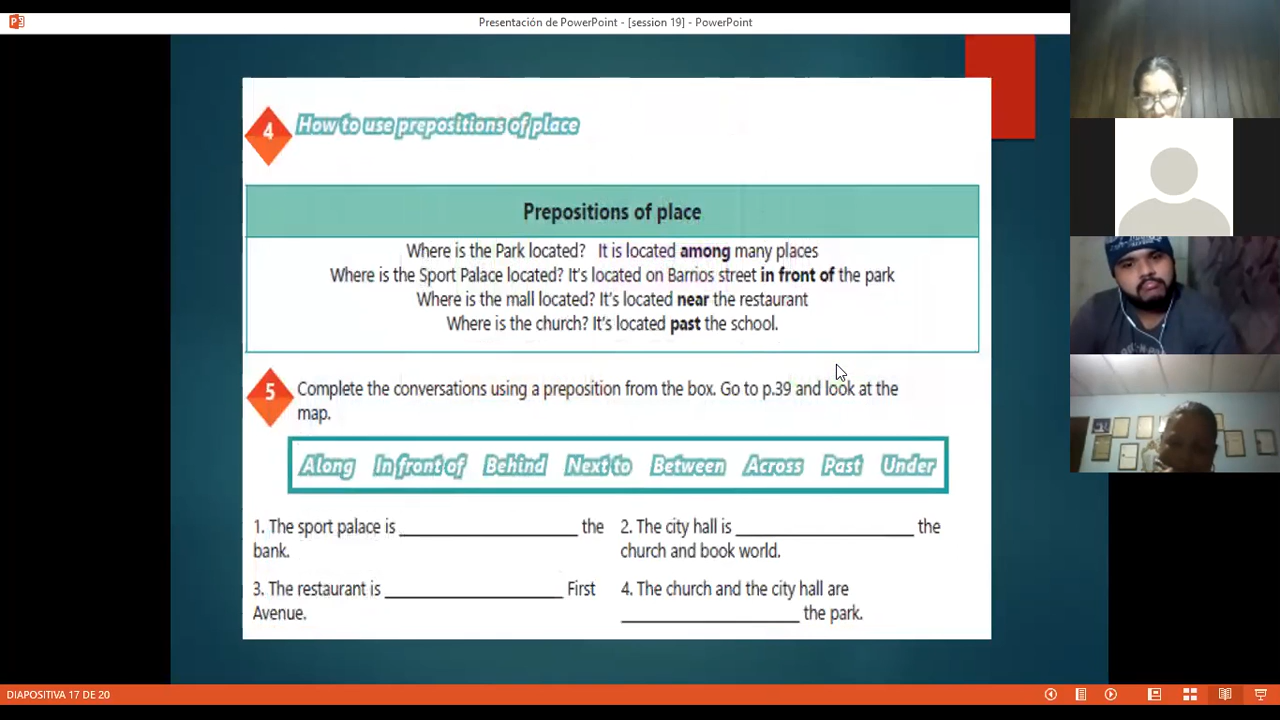 Presentación de PowerPoint - [session 19] - PowerPoint
4 How to use prepositions of place
Prepositions of place
Where is the Park located? It is located among many places
Where is the Sport Palace located? It's located on Barrios street in front of the park
Where is the mall located? It's located near the restaurant
Where is the church? It's located past the school.
5 Complete the conversations using a preposition from the box. Go to p.39 and look at the
map.
Along In front of Behind Next to Between Across Past Under
1. The sport palace is ____________________ the
bank.
2. The city hall is ____________________ the
church and book world.
3. The restaurant is ____________________ First
Avenue.
4. The church and the city hall are
____________________ the park.
DIAPOSITIVA 17 DE 20